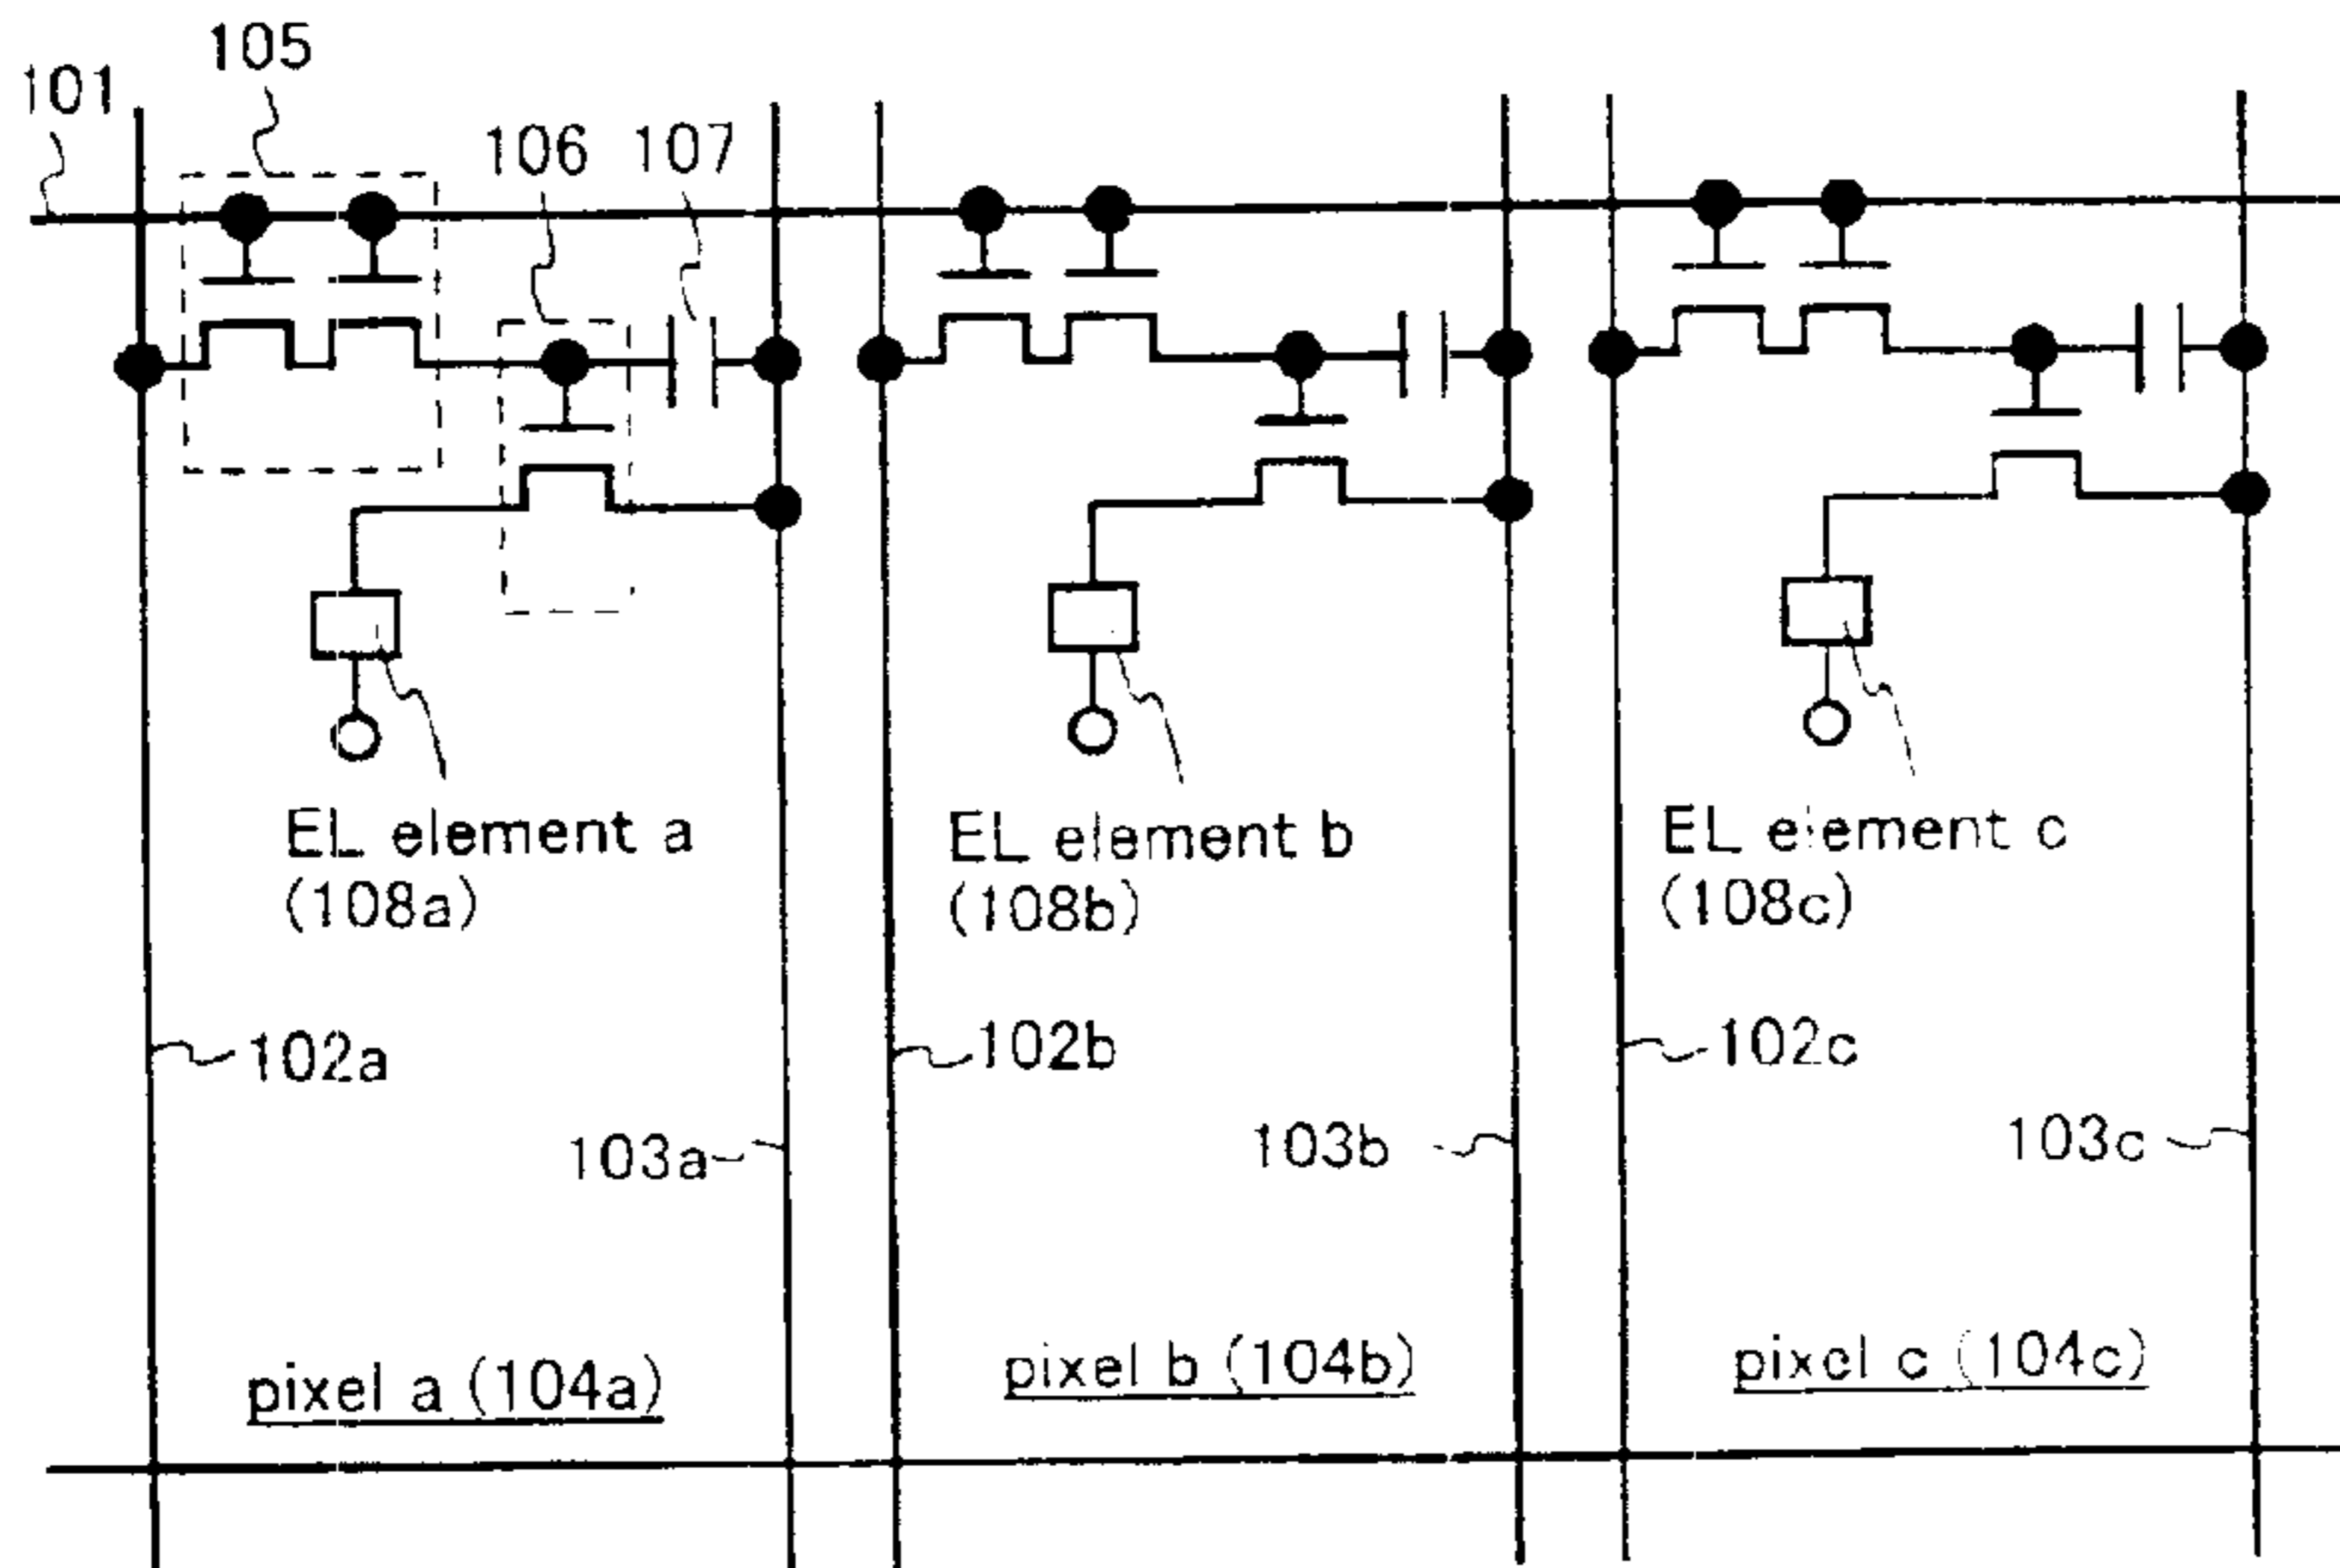 105
101
106 107
EL element a
(108a)
EL element b
(108b)
EL element c
(108c)
102a
102b
102c
103a
103b
103c
pixel a (104a)
pixel b (104b)
pixel c (104c)